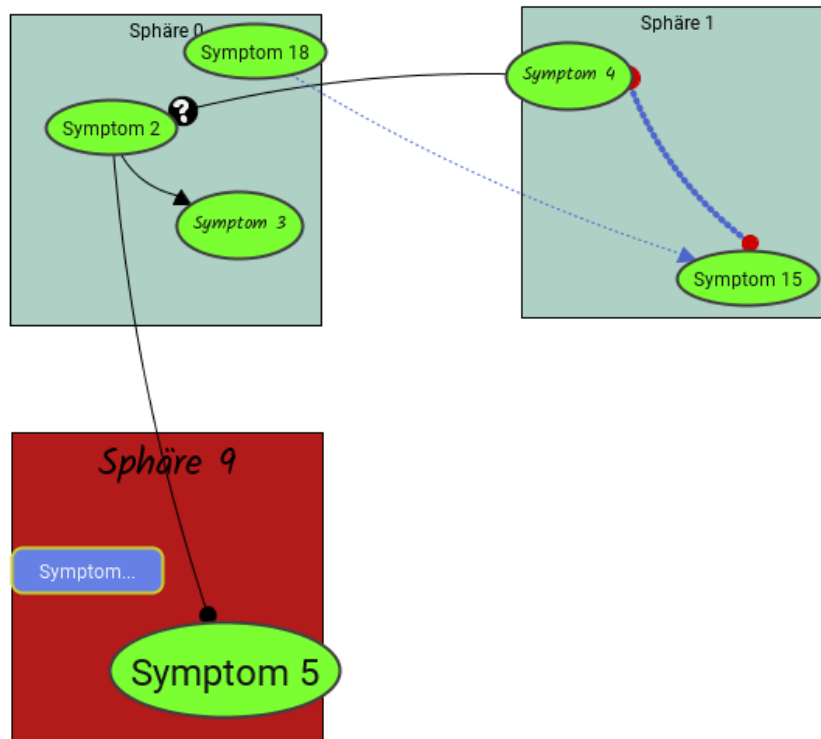 Sphäre 0
Symptom 18
Symptom 2
?
Symptom 3
Sphäre 1
Symptom 4
Symptom 15
Sphäre 9
Symptom...
Symptom 5